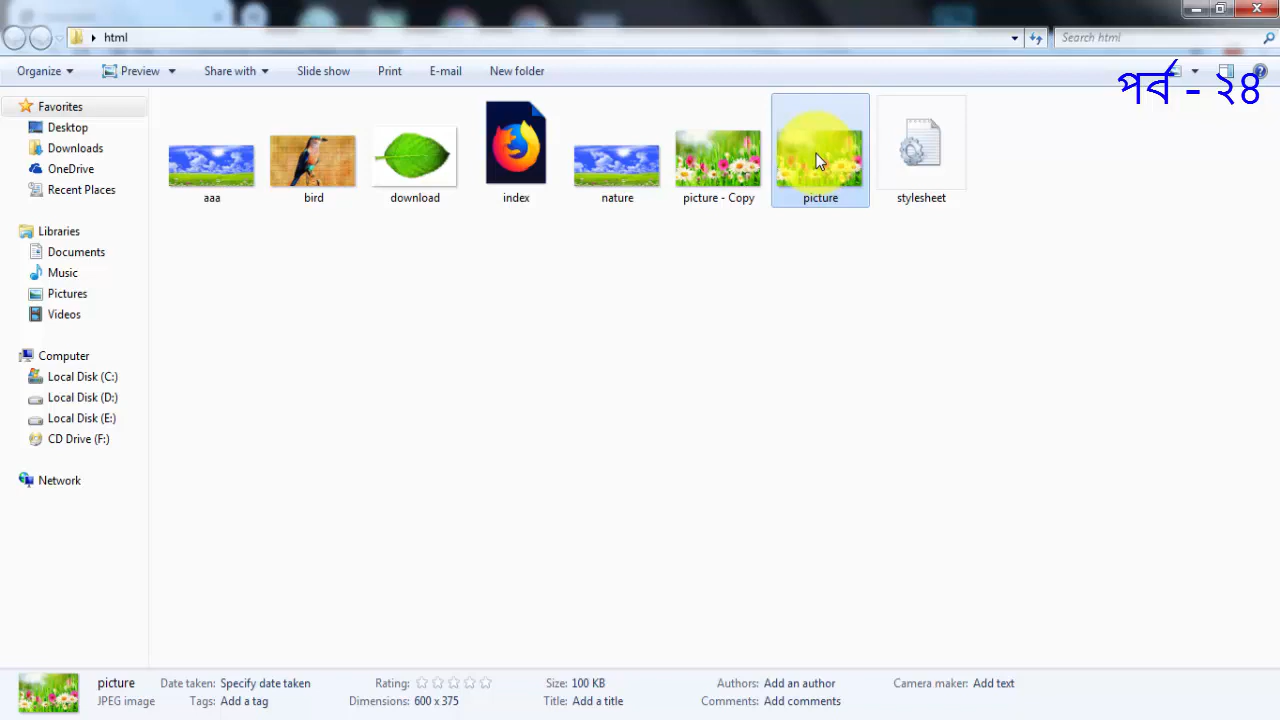 html
Search html
Organize Preview Share with Slide show Print E-mail New folder
পর্ব - ২৪
Favorites
Desktop
Downloads
OneDrive
Recent Places
Libraries
Documents
Music
Pictures
Videos
Computer
Local Disk (C:)
Local Disk (D:)
Local Disk (E:)
CD Drive (F:)
Network
aaa bird download index nature picture - Copy picture stylesheet
picture Date taken: Specify date taken Rating: Size: 100 KB Authors: Add an author Camera maker: Add text
JPEG image Tags: Add a tag Dimensions: 600 x 375 Title: Add a title Comments: Add comments